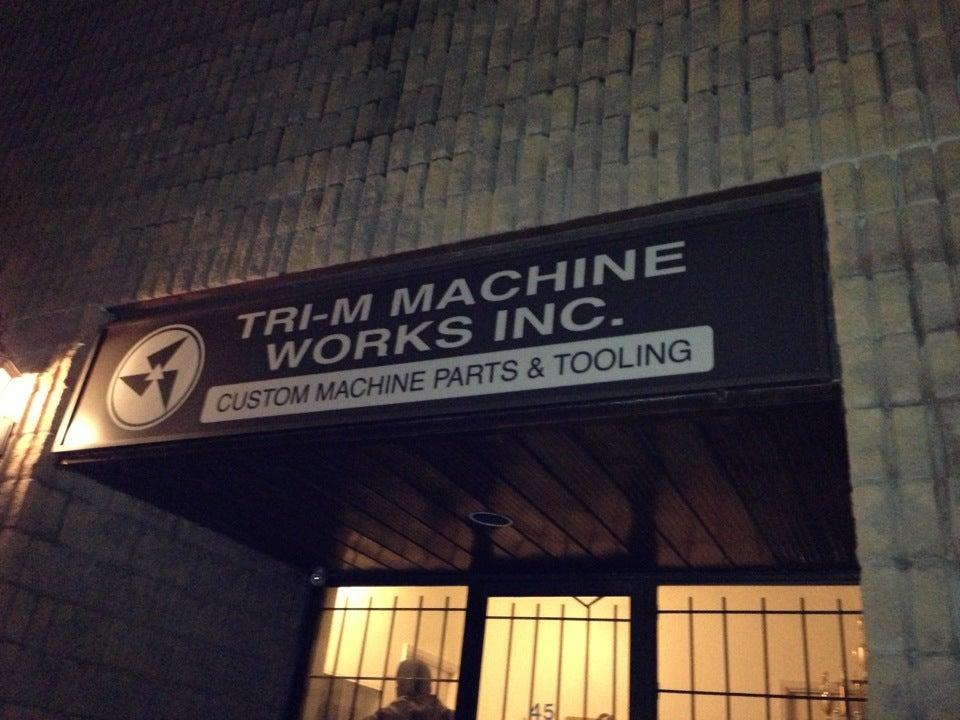 TRI-M MACHINE
WORKS INC.
CUSTOM MACHINE PARTS & TOOLING
45